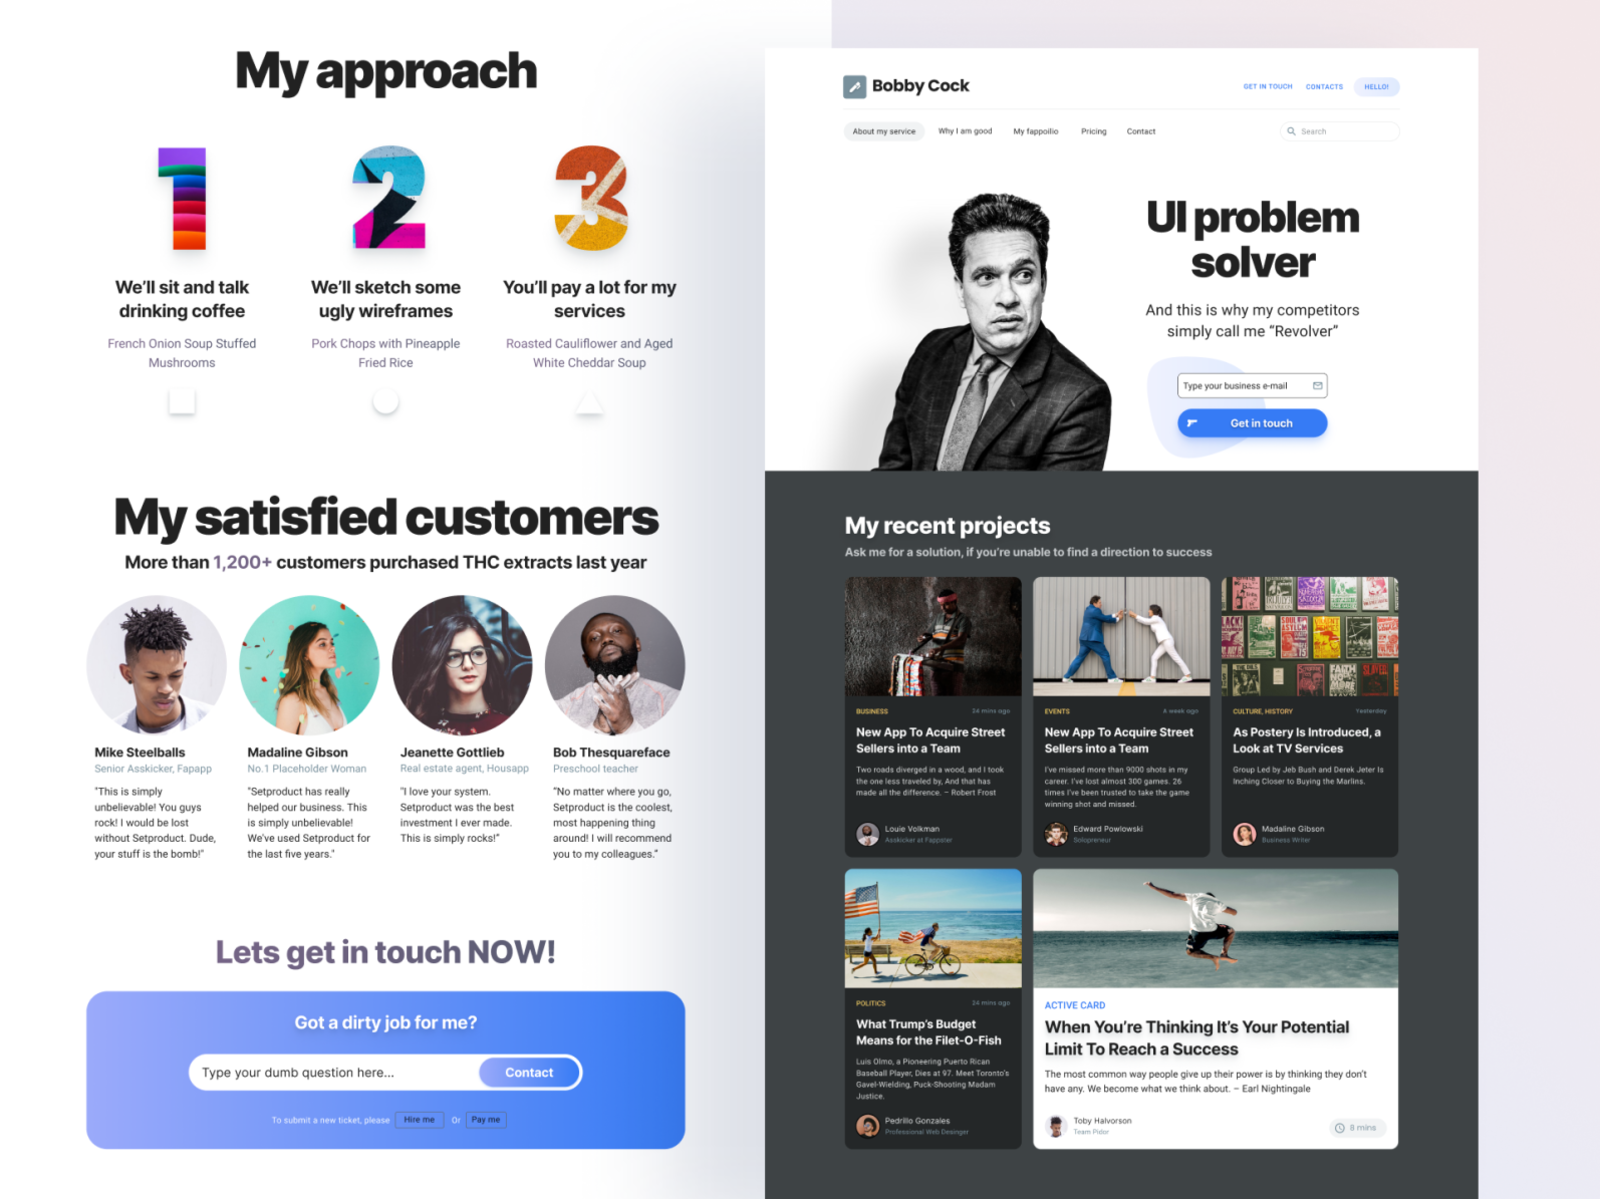 My approach
1
2
3
We'll sit and talk
drinking coffee
French Onion Soup Stuffed
Mushrooms
We'll sketch some
ugly wireframes
Pork Chops with Pineapple
Fried Rice
You'll pay a lot for my
services
Roasted Cauliflower and Aged
White Cheddar Soup
My satisfied customers
More than 1,200+ customers purchased THC extracts last year
Mike Steelballs
Senior Asskicker, Fapapp
"This is simply
unbelievable! You guys
rock! I would be lost
without Setproduct. Dude,
your stuff is the bomb!"
Madaline Gibson
No.1 Placeholder Woman
"Setproduct has really
helped our business. This
is simply unbelievable!
We've used Setproduct for
the last five years."
Jeanette Gottlieb
Real estate agent, Housapp
"I love your system.
Setproduct was the best
investment I ever made.
This is simply rocks!"
Bob Thesquareface
Preschool teacher
"No matter where you go,
Setproduct is the coolest,
most happening thing
around! I will recommend
you to my colleagues."
Lets get in touch NOW!
Got a dirty job for me?
Type your dumb question here...
Contact
To submit a new ticket, please Hire me Or Pay me
Bobby Cock
GET IN TOUCH
CONTACTS
HELLO!
About my service
Why I am good
My fappoilio
Pricing
Contact
Search
UI problem
solver
And this is why my competitors
simply call me "Revolver"
Type your business e-mail
Get in touch
My recent projects
Ask me for a solution, if you're unable to find a direction to success
BUSINESS
34 mins ago
New App To Acquire Street
Sellers into a Team
Two roads diverged in a wood, and I took
the one less traveled by, And that has
made all the difference. – Robert Frost
Louie Volkman
Asskicker at Fappster
EVENTS
A week ago
New App To Acquire Street
Sellers into a Team
I've missed more than 9000 shots in my
career. I've lost almost 300 games. 26
times I've been trusted to take the game
winning shot and missed.
Edward Powlowski
Solopreneur
CULTURE, HISTORY
Yesterday
As Postery Is Introduced, a
Look at TV Services
Group Led by Jeb Bush and Derek Jeter Is
Inching Closer to Buying the Marlins.
Madaline Gibson
Business Writer
POLITICS
34 mins ago
What Trump's Budget
Means for the Filet-O-Fish
Luis Olmo, a Pioneering Puerto Rican
Baseball Player, Dies at 97. Meet Toronto's
Gavel-Wielding, Puck-Shooting Madam
Justice.
Pedrillo Gonzales
Professional Web Desinger
ACTIVE CARD
When You're Thinking It's Your Potential
Limit To Reach a Success
The most common way people give up their power is by thinking they don't
have any. We become what we think about. – Earl Nightingale
Toby Halvorson
Team Pidor
8 mins